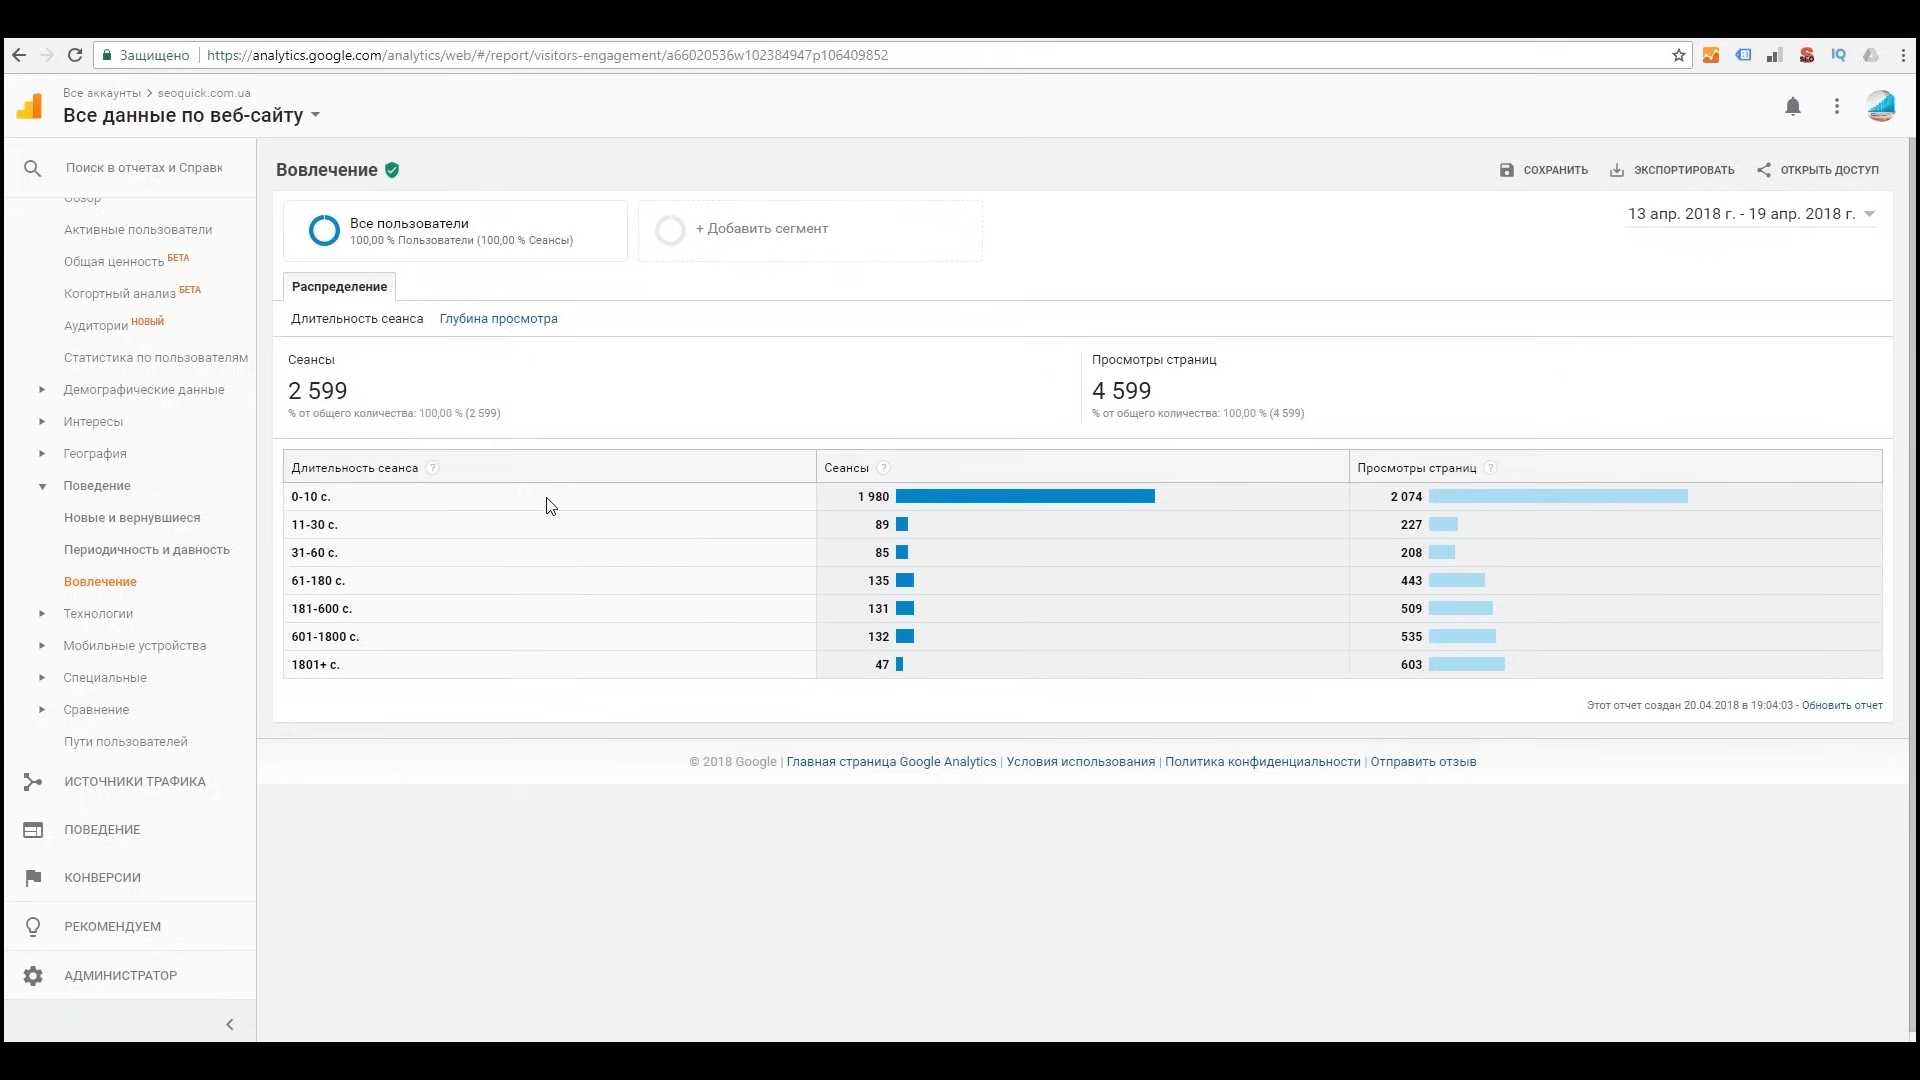 Защищено
https://analytics.google.com/analytics/web/#/report/visitors-engagement/a66020536w102384947p106409852
SEO
IQ
Все аккаунты > seoquick.com.ua
Все данные по веб-сайту
Поиск в отчетах и Справк
Обзор
Активные пользователи
Общая ценность БЕТА
Когортный анализ БЕТА
Аудитории НОВЫЙ
Статистика по пользователям
Демографические данные
Интересы
География
Поведение
Новые и вернувшиеся
Периодичность и давность
Вовлечение
Технологии
Мобильные устройства
Специальные
Сравнение
Пути пользователей
ИСТОЧНИКИ ТРАФИКА
ПОВЕДЕНИЕ
КОНВЕРСИИ
РЕКОМЕНДУЕМ
АДМИНИСТРАТОР
Вовлечение
СОХРАНИТЬ
ЭКСПОРТИРОВАТЬ
ОТКРЫТЬ ДОСТУП
Все пользователи
100,00 % Пользователи (100,00 % Сеансы)
+ Добавить сегмент
13 апр. 2018 г. - 19 апр. 2018 г.
Распределение
Длительность сеанса Глубина просмотра
Сеансы
2 599
% от общего количества: 100,00 % (2 599)
Просмотры страниц
4 599
% от общего количества: 100,00 % (4 599)
Длительность сеанса ? Сеансы ? Просмотры страниц ?
0-10 с. 1 980 2 074
11-30 с. 89 227
31-60 с. 85 208
61-180 с. 135 443
181-600 с. 131 509
601-1800 с. 132 535
1801+ с. 47 603
Этот отчет создан 20.04.2018 в 19:04:03 - Обновить отчет
© 2018 Google | Главная страница Google Analytics | Условия использования | Политика конфиденциальности | Отправить отзыв